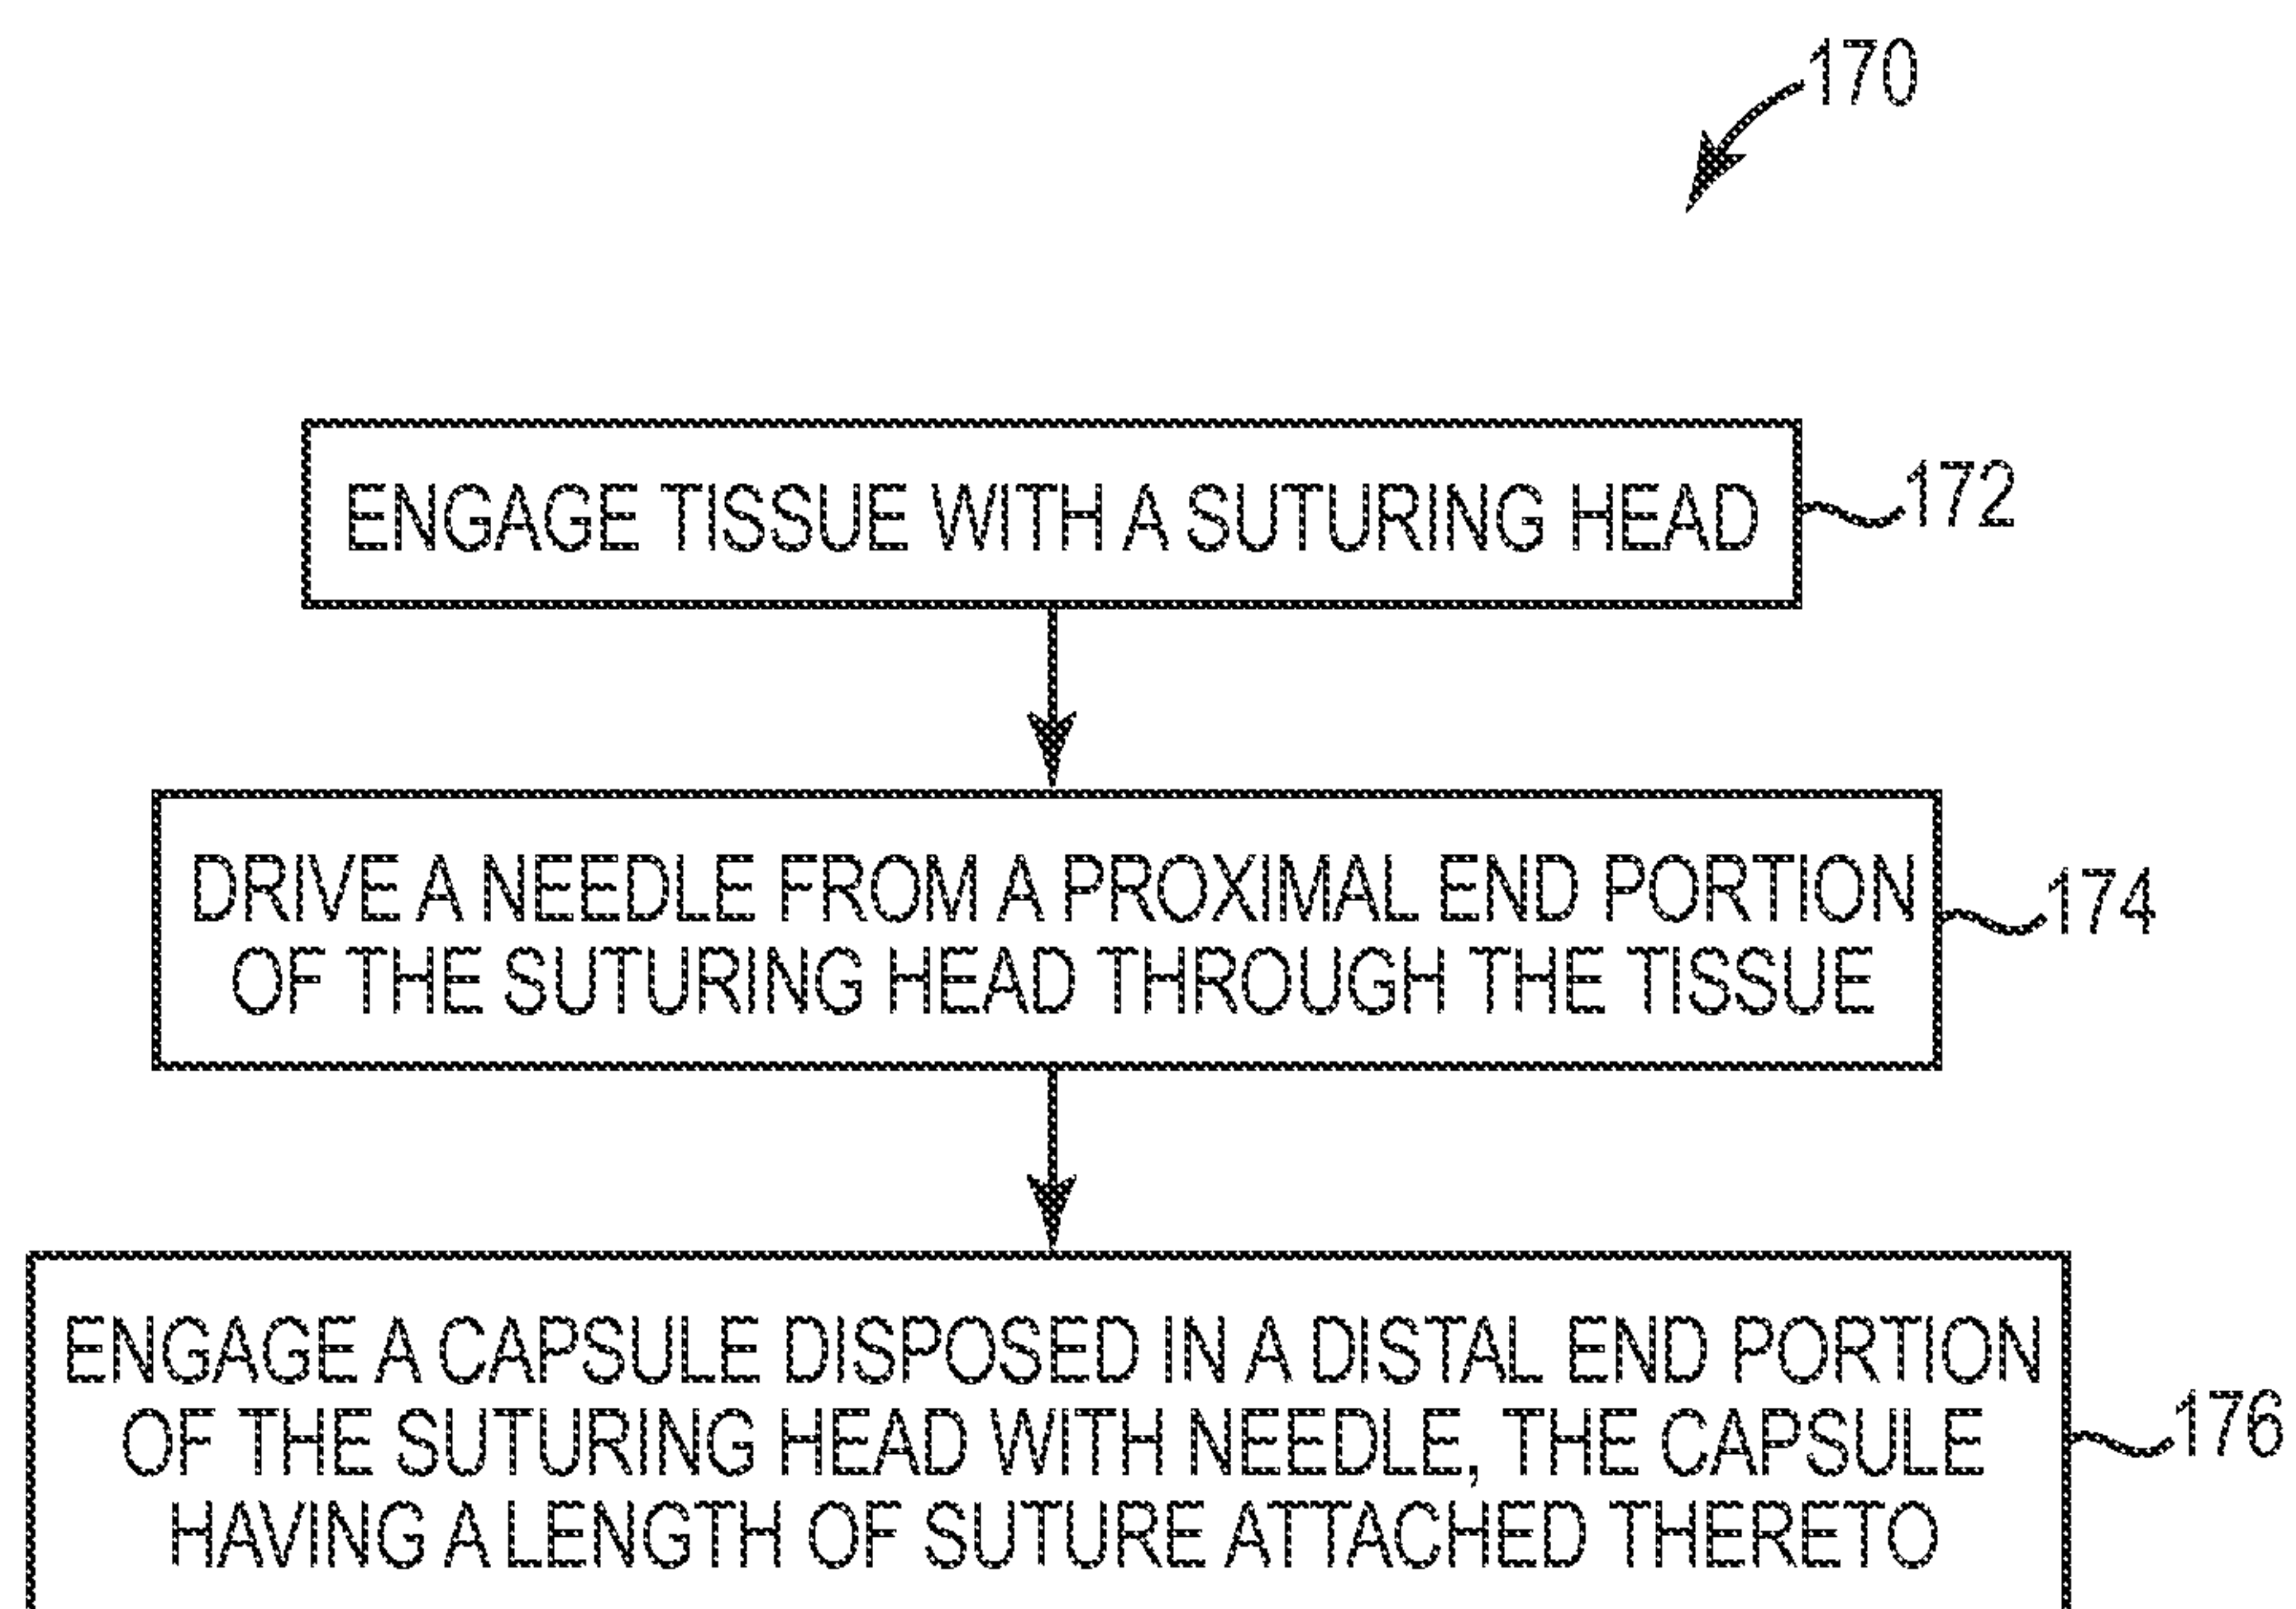 170
ENGAGE TISSUE WITH A SUTURING HEAD
172
DRIVE A NEEDLE FROM A PROXIMAL END PORTION
OF THE SUTURING HEAD THROUGH THE TISSUE
174
ENGAGE A CAPSULE DISPOSED IN A DISTAL END PORTION
OF THE SUTURING HEAD WITH NEEDLE, THE CAPSULE
HAVING A LENGTH OF SUTURE ATTACHED THERETO
176